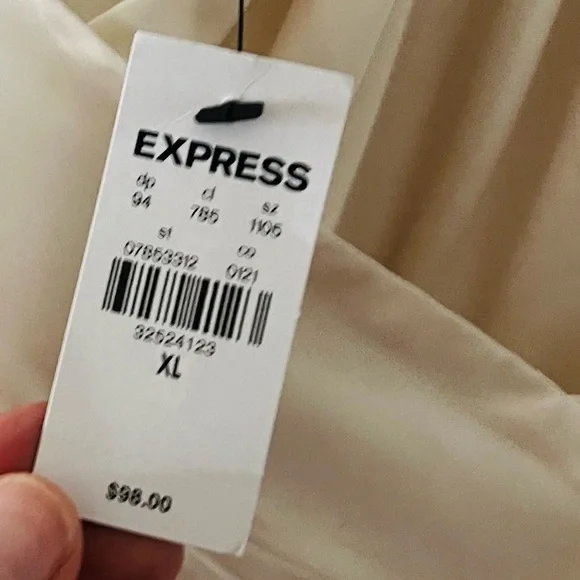 EXPRESS
dp cl sz
94 785 1105
st co
07853312 0121
32524123
XL
$98.00